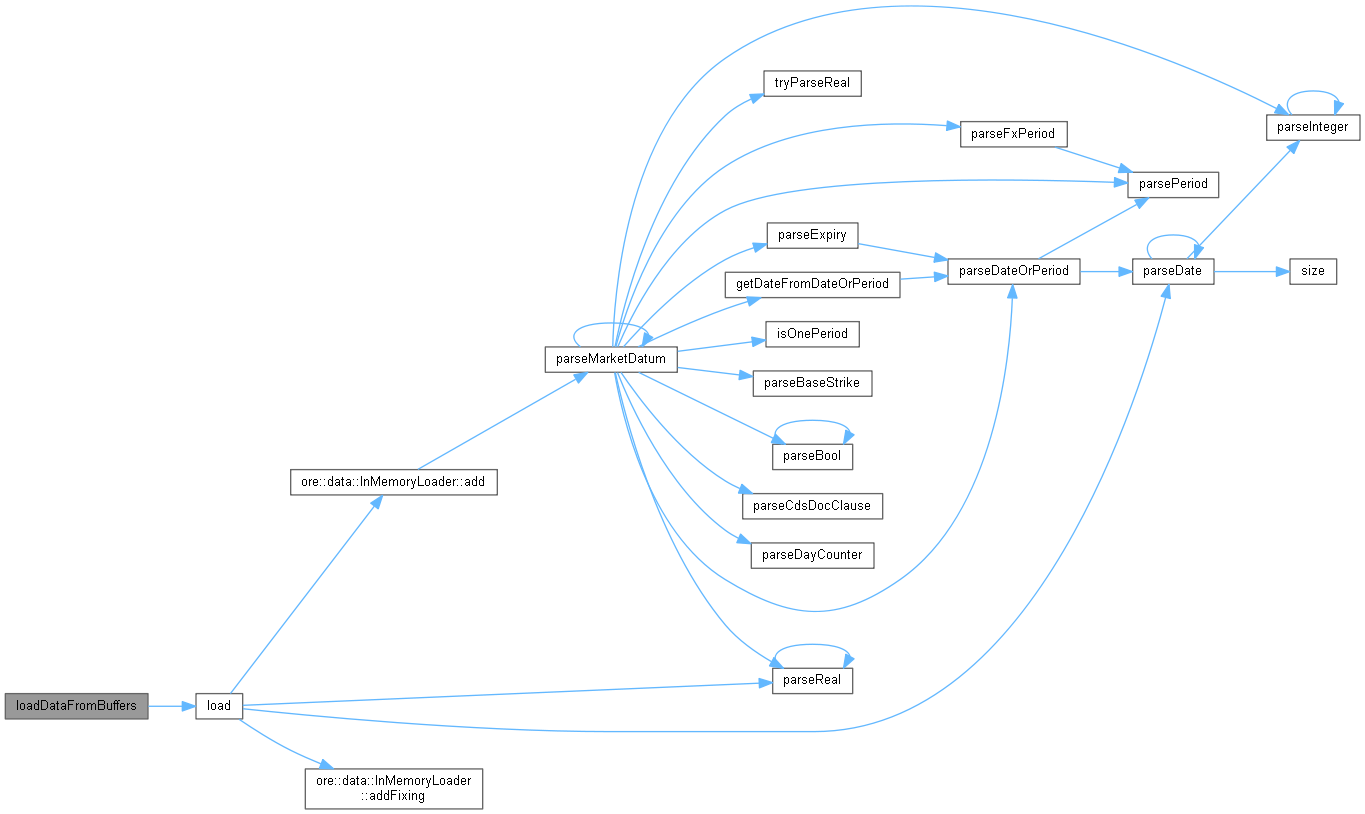 tryParseReal
parseInteger
parseFxPeriod
parsePeriod
parseExpiry
parseDateOrPeriod
parseDate
size
getDateFromDateOrPeriod
isOnePeriod
parseMarketDatum
parseBaseStrike
parseBool
ore::data::InMemoryLoader::add
parseCdsDocClause
parseDayCounter
parseReal
loadDataFromBuffers
load
ore::data::InMemoryLoader
::addFixing